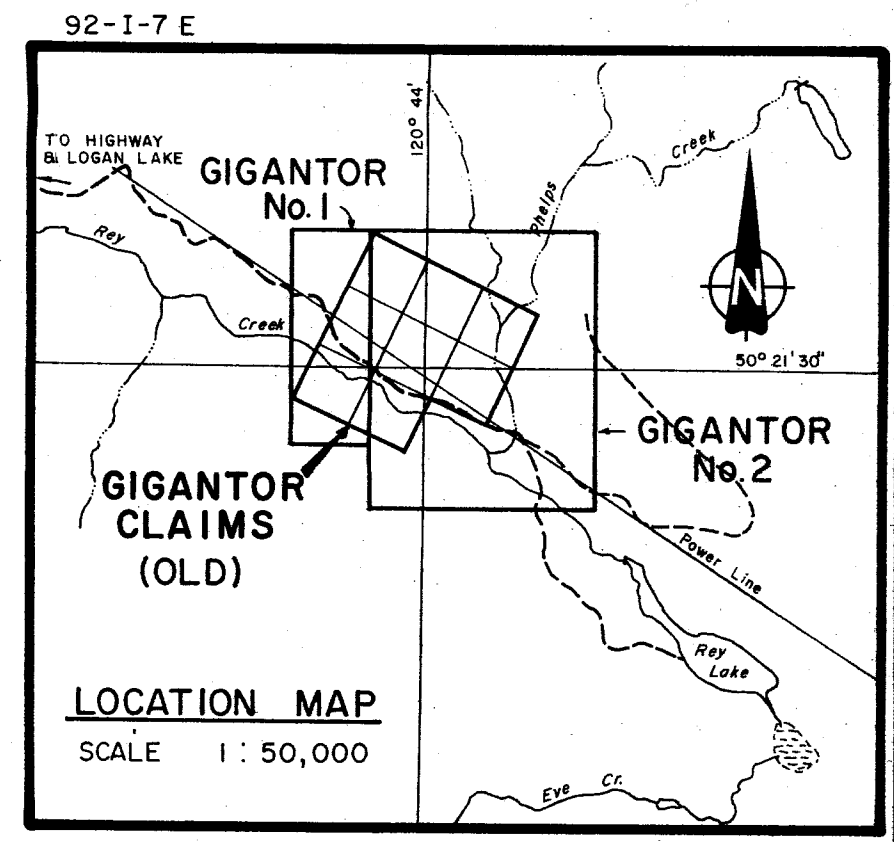 92-I-7 E
120° 44'
TO HIGHWAY
& LOGAN LAKE
GIGANTOR
No. 1
Phelps
Creek
Rey
Creek
N
50° 21' 30"
GIGANTOR
No. 2
GIGANTOR
CLAIMS
(OLD)
Power Line
Rey
Lake
LOCATION MAP
SCALE 1 : 50,000
Eve Cr.